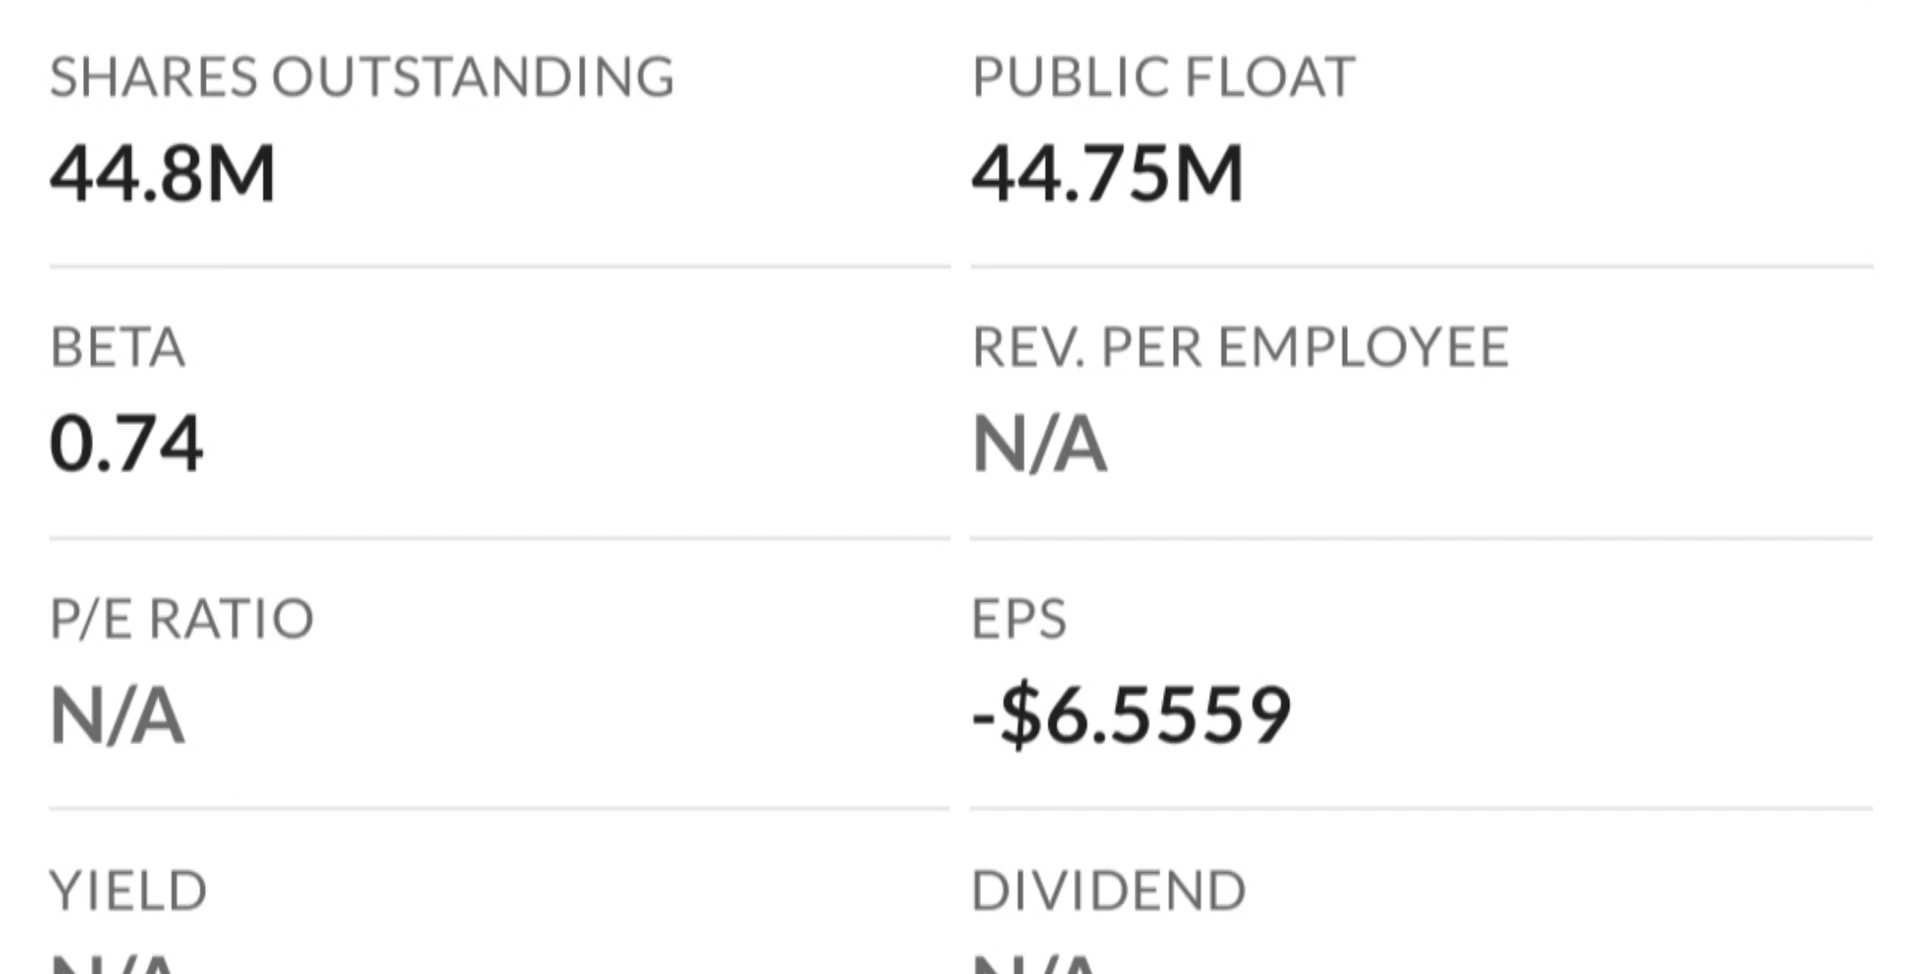 SHARES OUTSTANDING
44.8M
PUBLIC FLOAT
44.75M
BETA
0.74
REV. PER EMPLOYEE
N/A
P/E RATIO
N/A
EPS
-$6.5559
YIELD
N/A
DIVIDEND
N/A